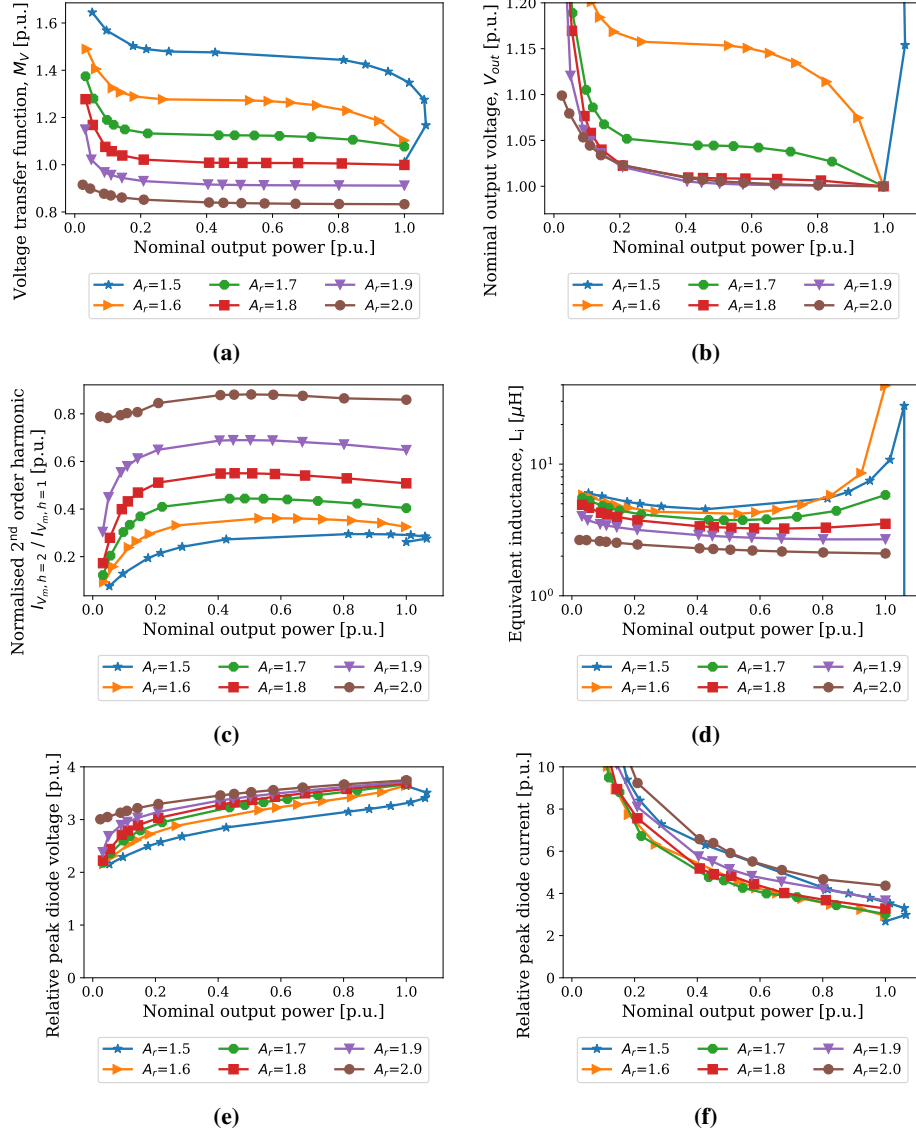 Voltage transfer function, M_V [p.u.]
1.6
1.4
1.2
1.0
0.8
0.0 0.2 0.4 0.6 0.8 1.0
Nominal output power [p.u.]
A_r=1.5 A_r=1.7 A_r=1.9
A_r=1.6 A_r=1.8 A_r=2.0
(a)
Nominal output voltage, V_out [p.u.]
1.20
1.15
1.10
1.05
1.00
0.0 0.2 0.4 0.6 0.8 1.0
Nominal output power [p.u.]
A_r=1.5 A_r=1.7 A_r=1.9
A_r=1.6 A_r=1.8 A_r=2.0
(b)
Normalised 2nd order harmonic
I_{V_m, h=2} / I_{V_m, h=1} [p.u.]
0.8
0.6
0.4
0.2
0.0 0.2 0.4 0.6 0.8 1.0
Nominal output power [p.u.]
A_r=1.5 A_r=1.7 A_r=1.9
A_r=1.6 A_r=1.8 A_r=2.0
(c)
Equivalent inductance, L_i [μH]
10^1
10^0
0.0 0.2 0.4 0.6 0.8 1.0
Nominal output power [p.u.]
A_r=1.5 A_r=1.7 A_r=1.9
A_r=1.6 A_r=1.8 A_r=2.0
(d)
Relative peak diode voltage [p.u.]
4
3
2
1
0
0.0 0.2 0.4 0.6 0.8 1.0
Nominal output power [p.u.]
A_r=1.5 A_r=1.7 A_r=1.9
A_r=1.6 A_r=1.8 A_r=2.0
(e)
Relative peak diode current [p.u.]
10
8
6
4
2
0
0.0 0.2 0.4 0.6 0.8 1.0
Nominal output power [p.u.]
A_r=1.5 A_r=1.7 A_r=1.9
A_r=1.6 A_r=1.8 A_r=2.0
(f)